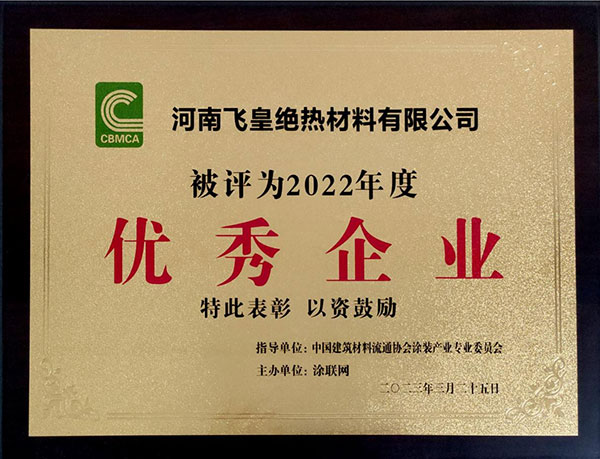 CBMCA
河南飞皇绝热材料有限公司
被评为2022年度
优秀企业
特此表彰 以资鼓励
指导单位：中国建筑材料流通协会涂装产业专业委员会
主办单位：涂联网
二〇二三年三月二十五日